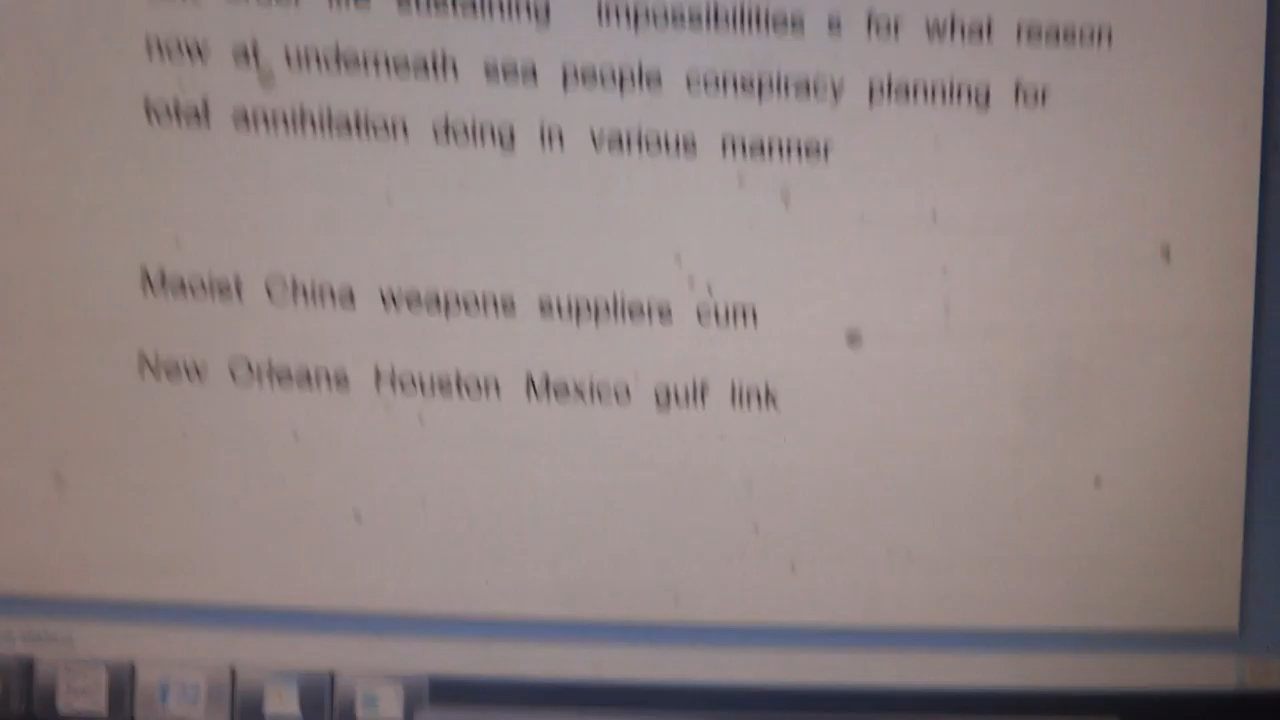 life sustaining impossibilities s for what reason
now at underneath sea people conspiracy planning for
total annihilation doing in various manner
Maoist China weapons suppliers cum
New Orleans Houston Mexico gulf link